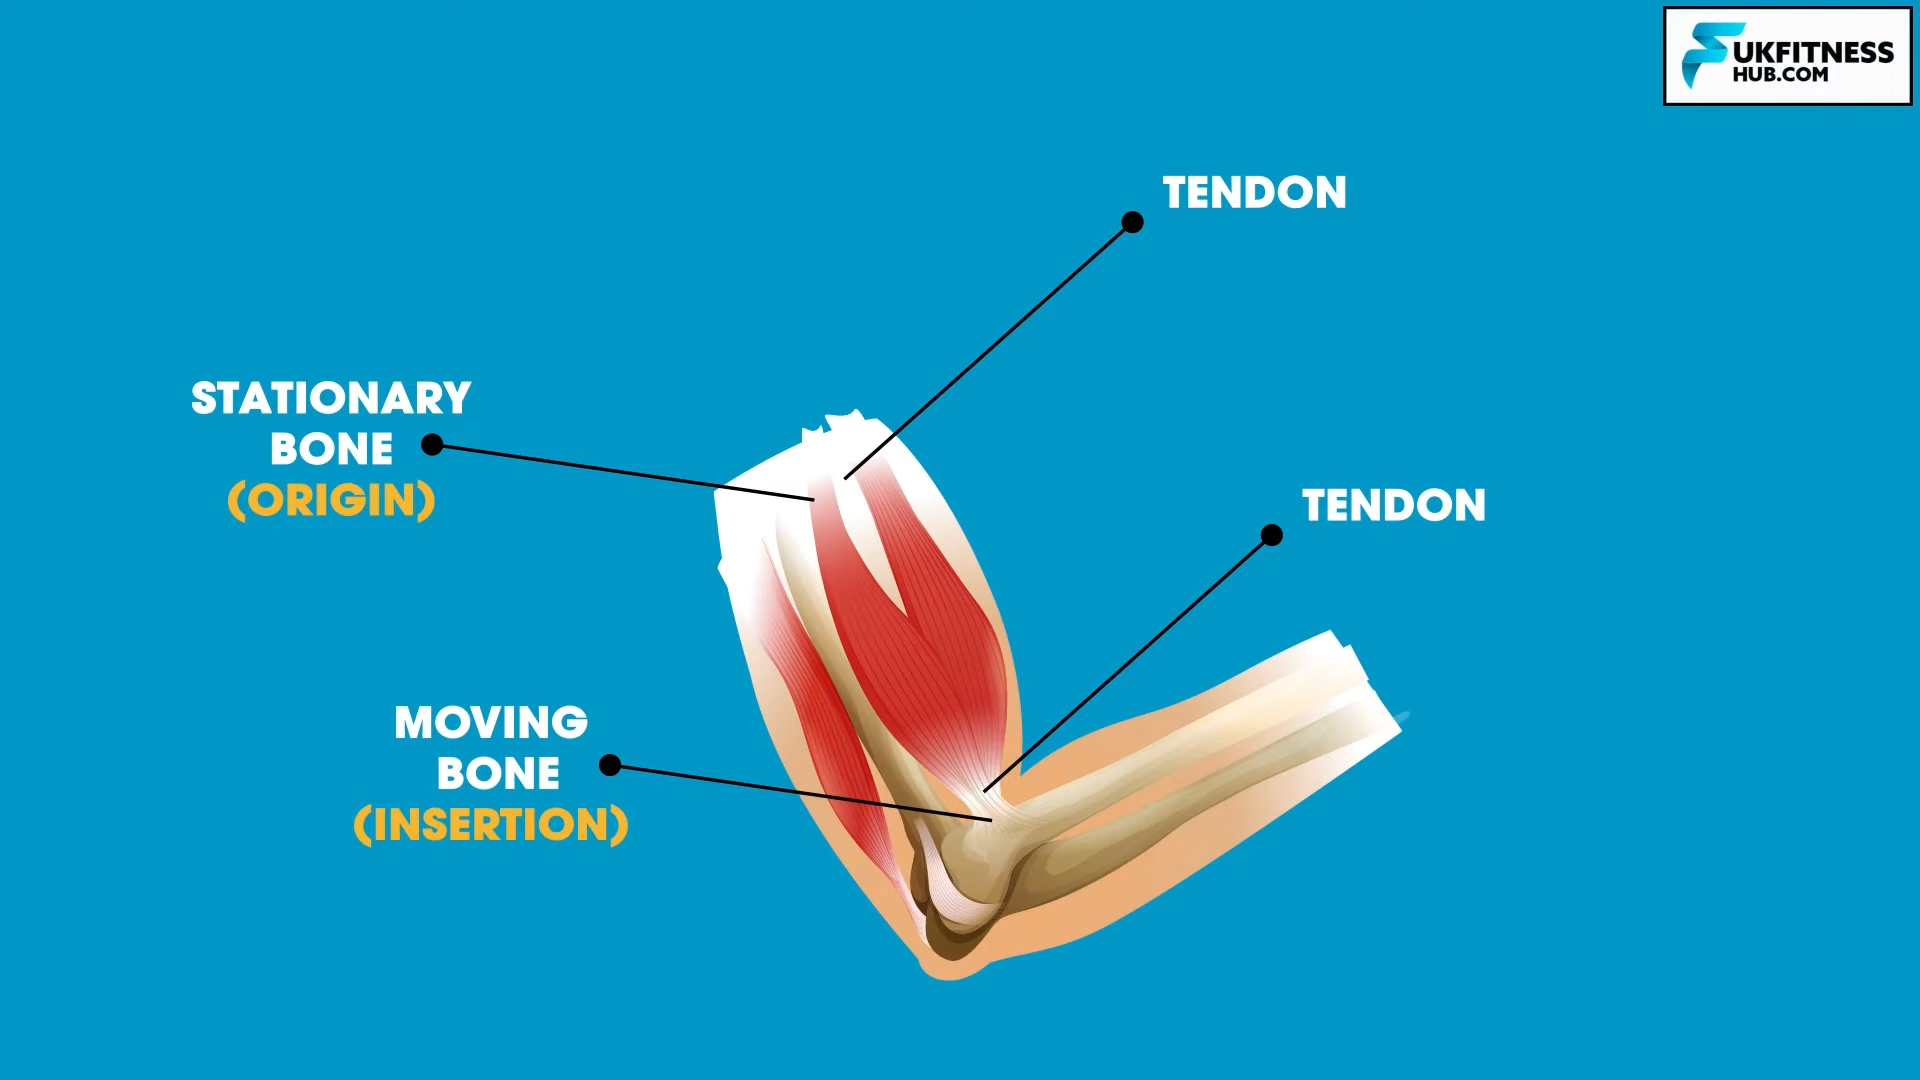 UKFITNESS
HUB.COM
TENDON
STATIONARY
BONE
(ORIGIN)
TENDON
MOVING
BONE
(INSERTION)